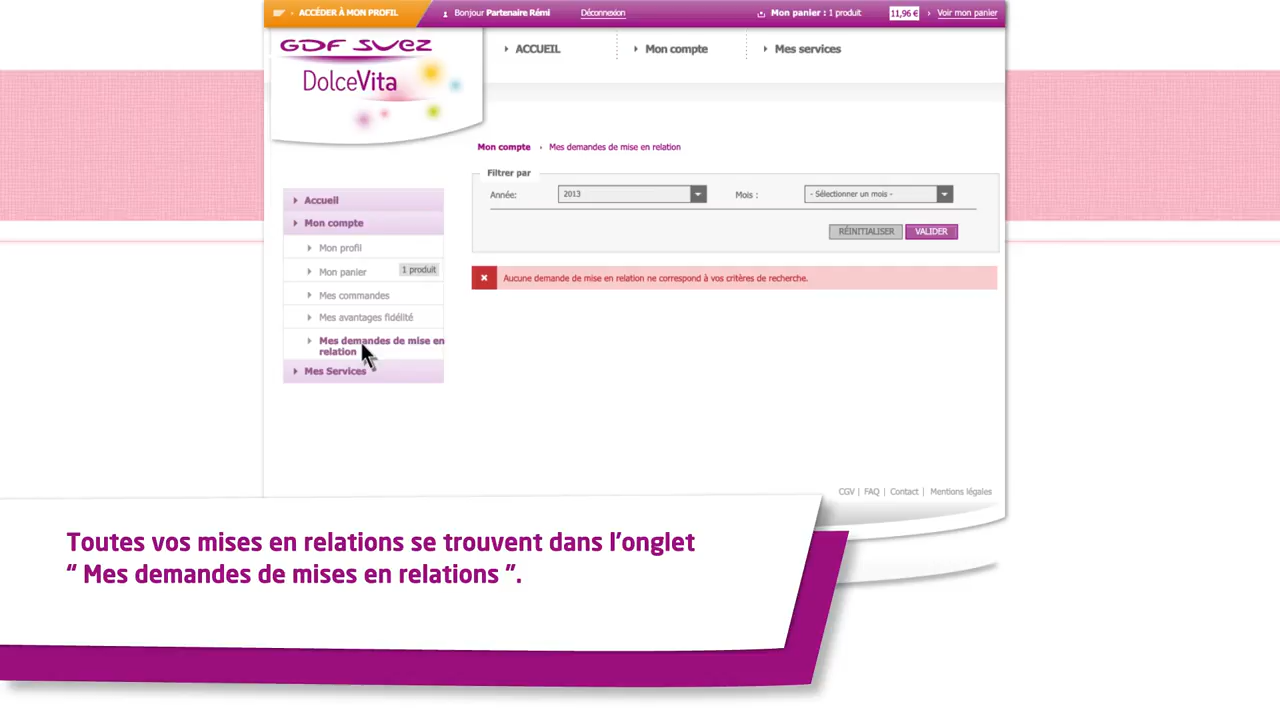 ACCÉDER À MON PROFIL
Bonjour Partenaire Rémi
Déconnexion
Mon panier : 1 produit
11,96 €
Voir mon panier
GDF SUEZ
DolceVita
ACCUEIL
Mon compte
Mes services
Mon compte
Mes demandes de mise en relation
Filtrer par
Année:
2013
Mois :
- Sélectionner un mois -
RÉINITIALISER
VALIDER
Aucune demande de mise en relation ne correspond à vos critères de recherche.
Accueil
Mon compte
Mon profil
Mon panier
1 produit
Mes commandes
Mes avantages fidélité
Mes demandes de mise en
relation
Mes Services
CGV | FAQ | Contact | Mentions légales
Toutes vos mises en relations se trouvent dans l'onglet
“ Mes demandes de mises en relations ”.